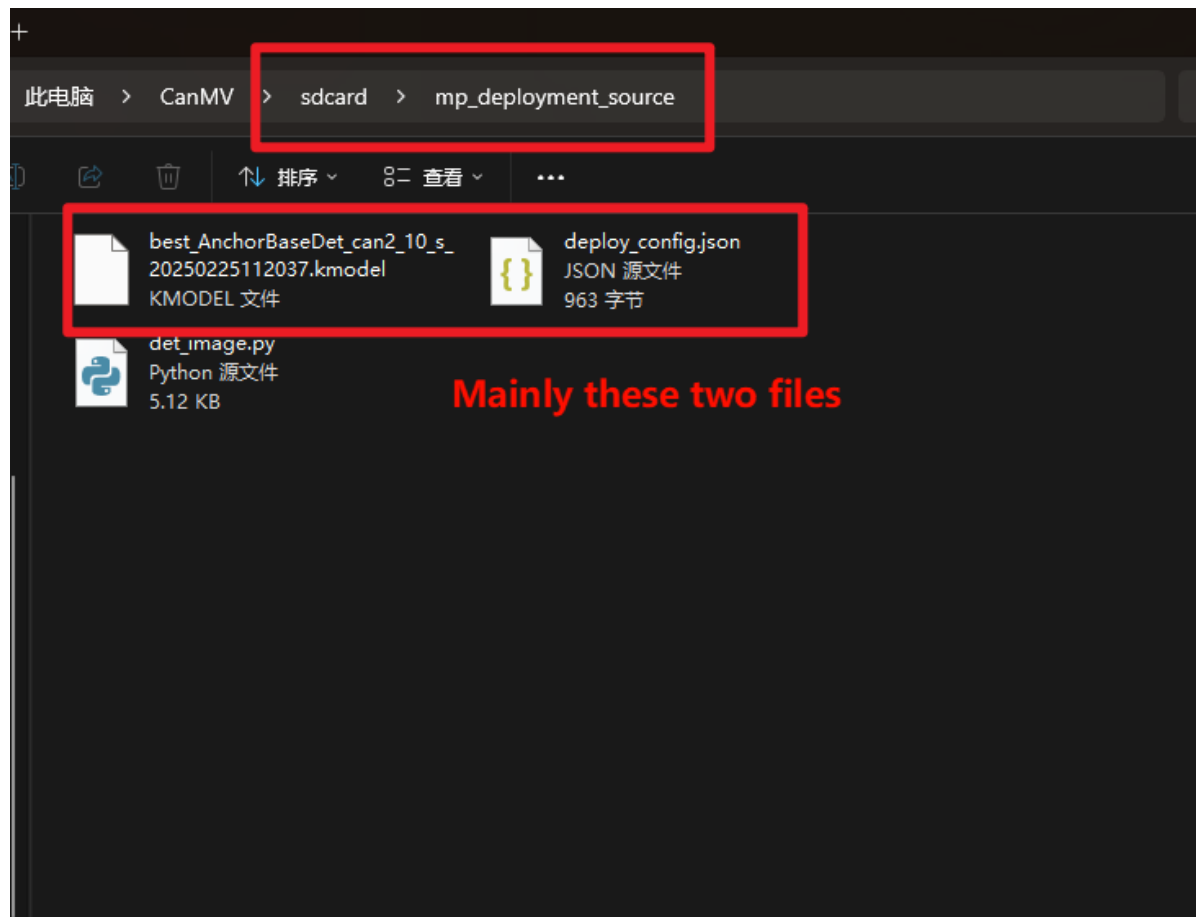 此电脑 > CanMV > sdcard > mp_deployment_source
排序 查看
best_AnchorBaseDet_can2_10_s_
20250225112037.kmodel
KMODEL 文件
deploy_config.json
JSON 源文件
963 字节
det_image.py
Python 源文件
5.12 KB
Mainly these two files